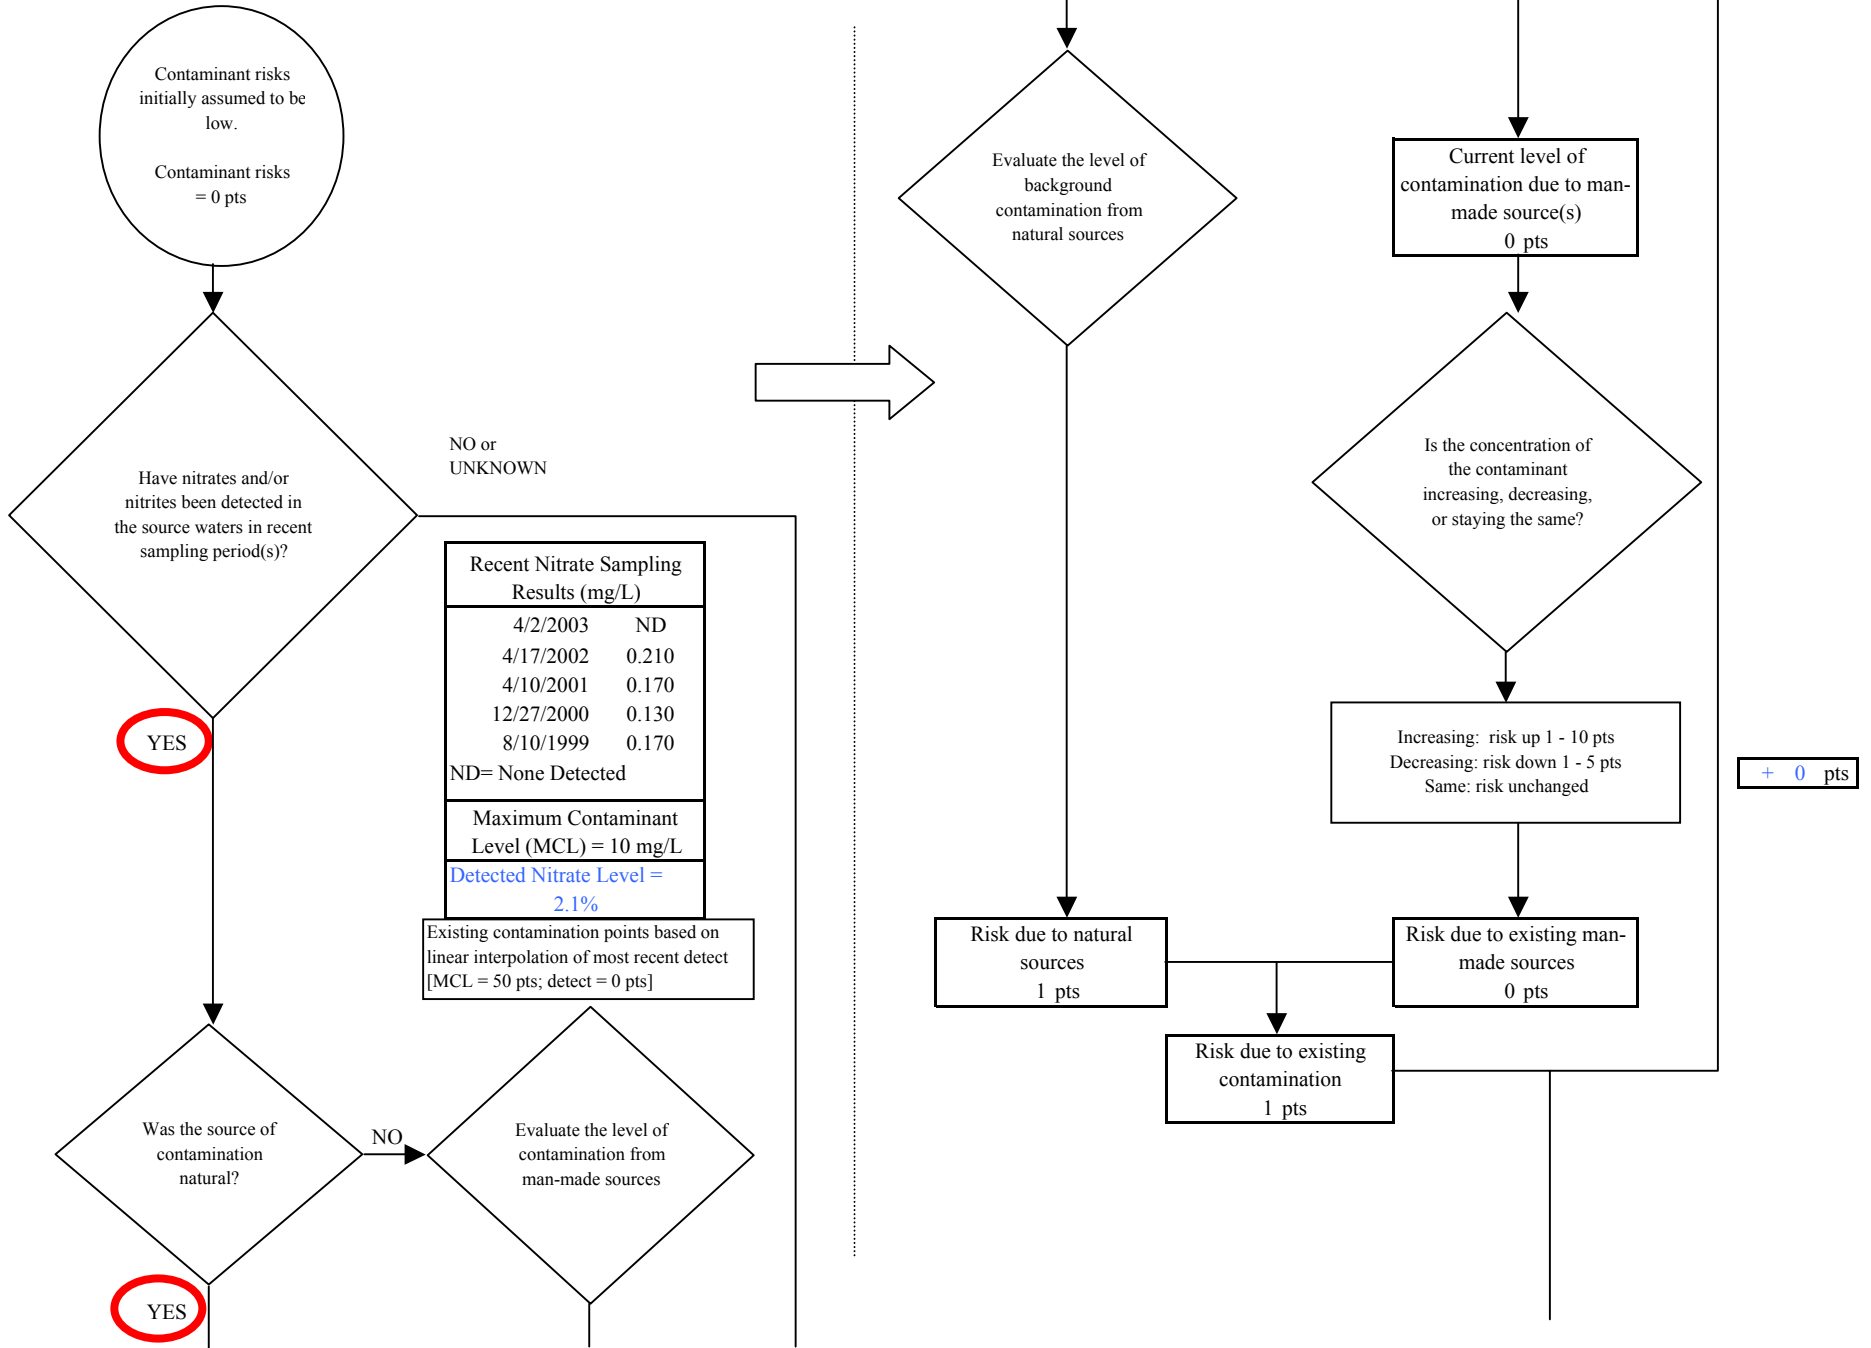 Contaminant risks
initially assumed to be
low.
Contaminant risks
= 0 pts
Have nitrates and/or
nitrites been detected in
the source waters in recent
sampling period(s)?
NO or
UNKNOWN
YES
Recent Nitrate Sampling
Results (mg/L)
4/2/2003 ND
4/17/2002 0.210
4/10/2001 0.170
12/27/2000 0.130
8/10/1999 0.170
ND= None Detected
Maximum Contaminant
Level (MCL) = 10 mg/L
Detected Nitrate Level =
2.1%
Existing contamination points based on
linear interpolation of most recent detect
[MCL = 50 pts; detect = 0 pts]
Was the source of
contamination
natural?
NO
Evaluate the level of
contamination from
man-made sources
YES
Evaluate the level of
background
contamination from
natural sources
Current level of
contamination due to man-
made source(s)
0 pts
Is the concentration of
the contaminant
increasing, decreasing,
or staying the same?
Increasing: risk up 1 - 10 pts
Decreasing: risk down 1 - 5 pts
Same: risk unchanged
+ 0 pts
Risk due to natural
sources
1 pts
Risk due to existing man-
made sources
0 pts
Risk due to existing
contamination
1 pts